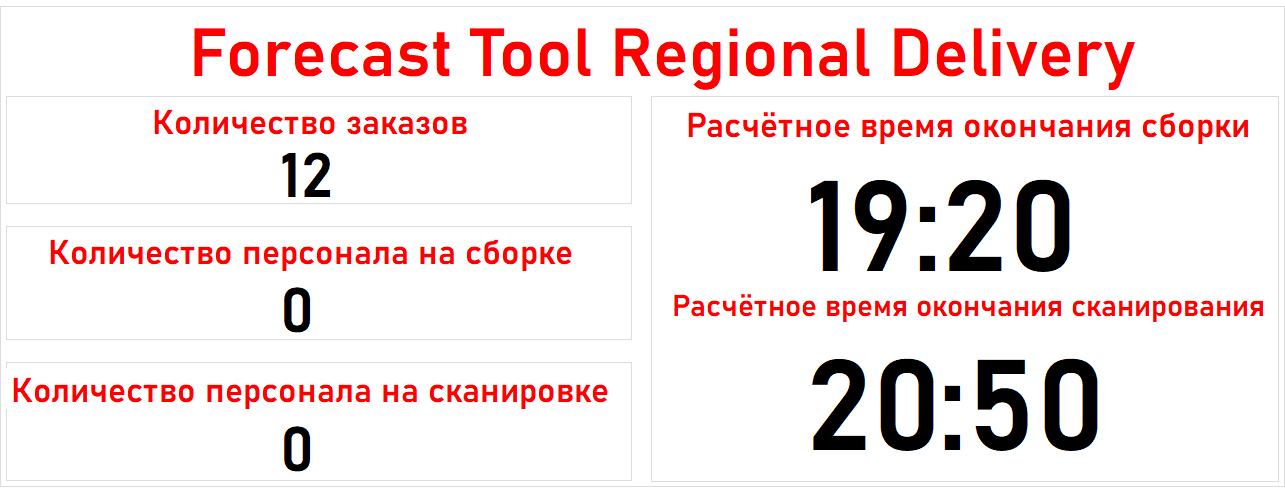 Forecast Tool Regional Delivery
Количество заказов
12
Количество персонала на сборке
0
Количество персонала на сканировке
0
Расчётное время окончания сборки
19:20
Расчётное время окончания сканирования
20:50